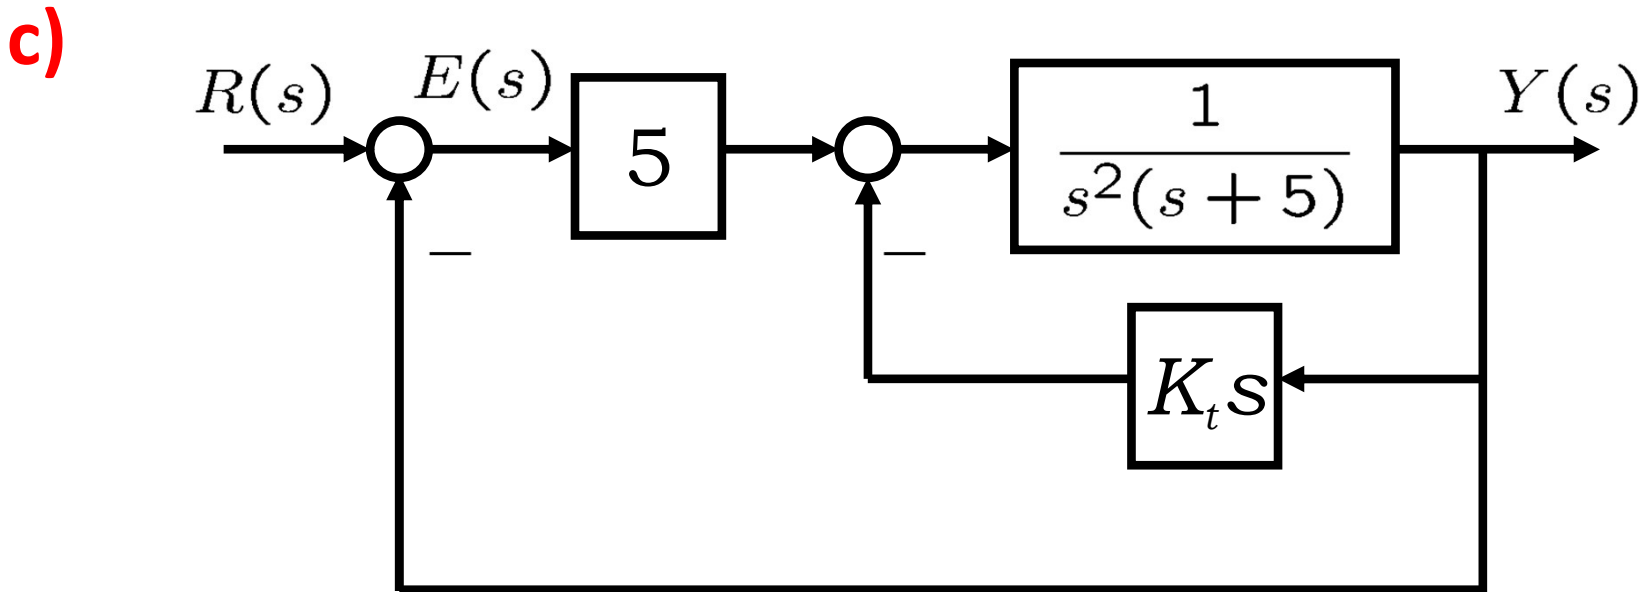 c)
R(s)
E(s)
5
1
s²(s + 5)
Y(s)
−
−
Kₜs